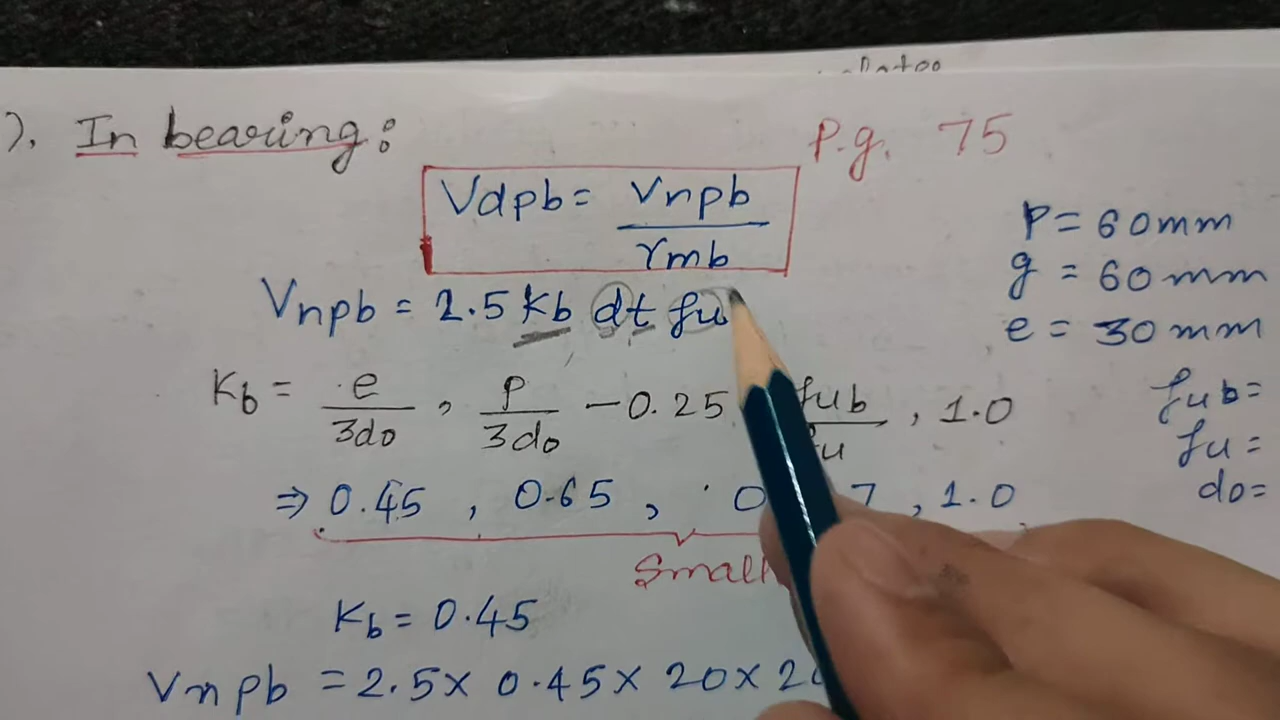 ). In bearing:
P.g. 75
Vdpb = Vnpb / γmb
Vnpb = 2.5 kb dt fu
P = 60mm
g = 60 mm
e = 30 mm
Kb = e/3do, P/3do - 0.25 fub/fu, 1.0
fub =
fu =
do =
⇒ 0.45, 0.65, 1.0
Kb = 0.45
Vnpb = 2.5 x 0.45 x 20 x